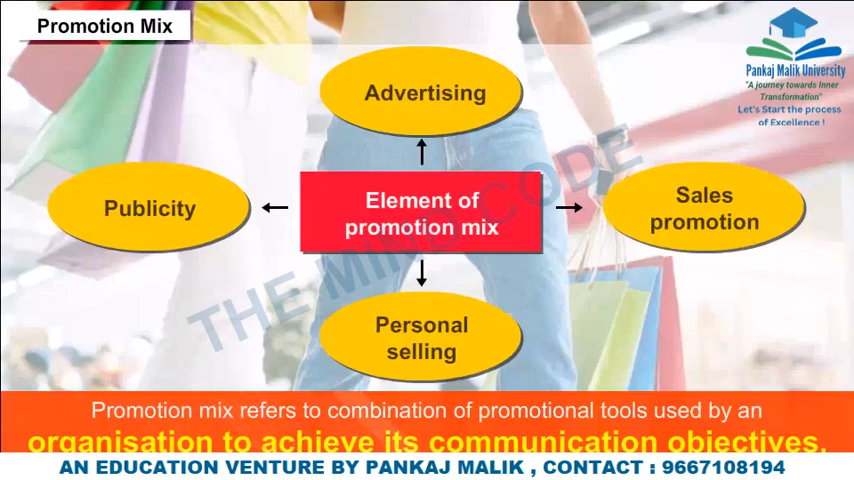 Promotion Mix
Pankaj Malik University
"A journey towards Inner
Transformation"
Let's Start the process
of Excellence !
Advertising
Publicity
Element of
promotion mix
Sales
promotion
Personal
selling
THE MIND CODE
Promotion mix refers to combination of promotional tools used by an
organisation to achieve its communication objectives.
AN EDUCATION VENTURE BY PANKAJ MALIK , CONTACT : 9667108194